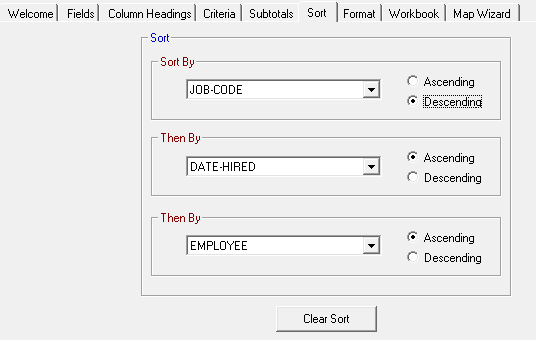 Welcome Fields Column Headings Criteria Subtotals Sort Format Workbook Map Wizard
Sort
Sort By
JOB-CODE
Ascending
Descending
Then By
DATE-HIRED
Ascending
Descending
Then By
EMPLOYEE
Ascending
Descending
Clear Sort